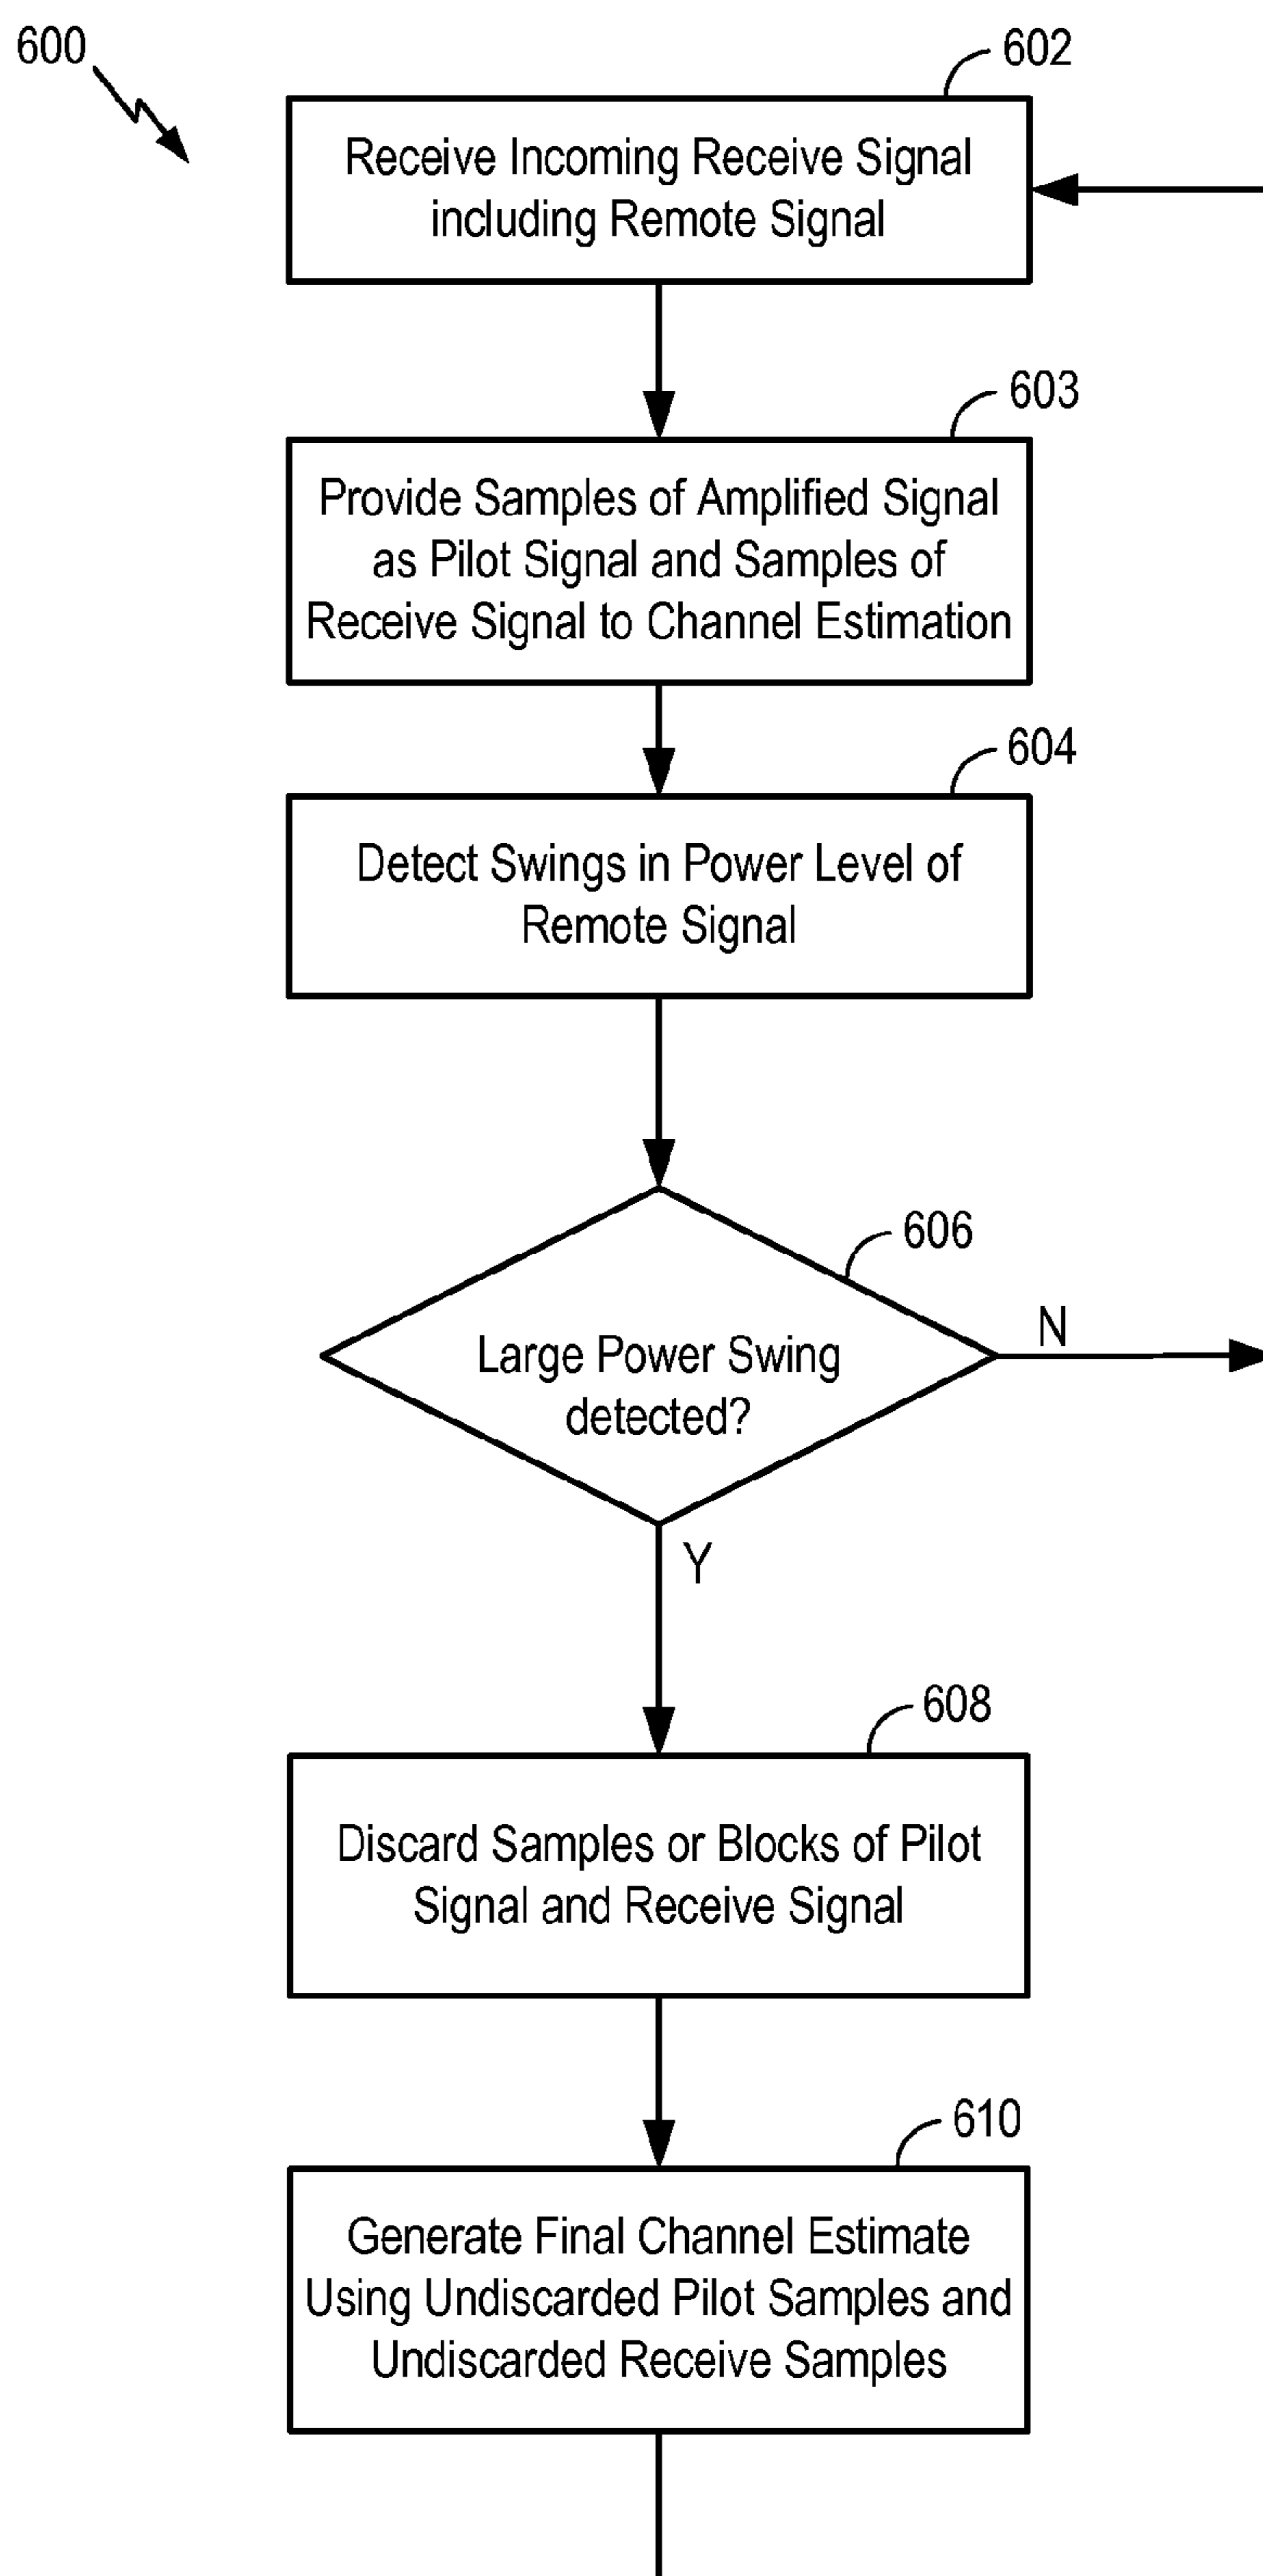 600
602
Receive Incoming Receive Signal
including Remote Signal
603
Provide Samples of Amplified Signal
as Pilot Signal and Samples of
Receive Signal to Channel Estimation
604
Detect Swings in Power Level of
Remote Signal
606
Large Power Swing
detected?
N
Y
608
Discard Samples or Blocks of Pilot
Signal and Receive Signal
610
Generate Final Channel Estimate
Using Undiscarded Pilot Samples and
Undiscarded Receive Samples